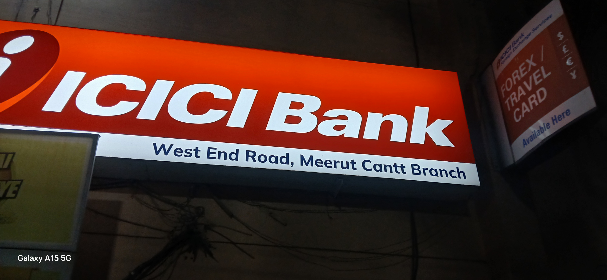 ICICI Bank
West End Road, Meerut Cantt Branch
FOREX /
TRAVEL
CARD
Available Here
Galaxy A15 5G